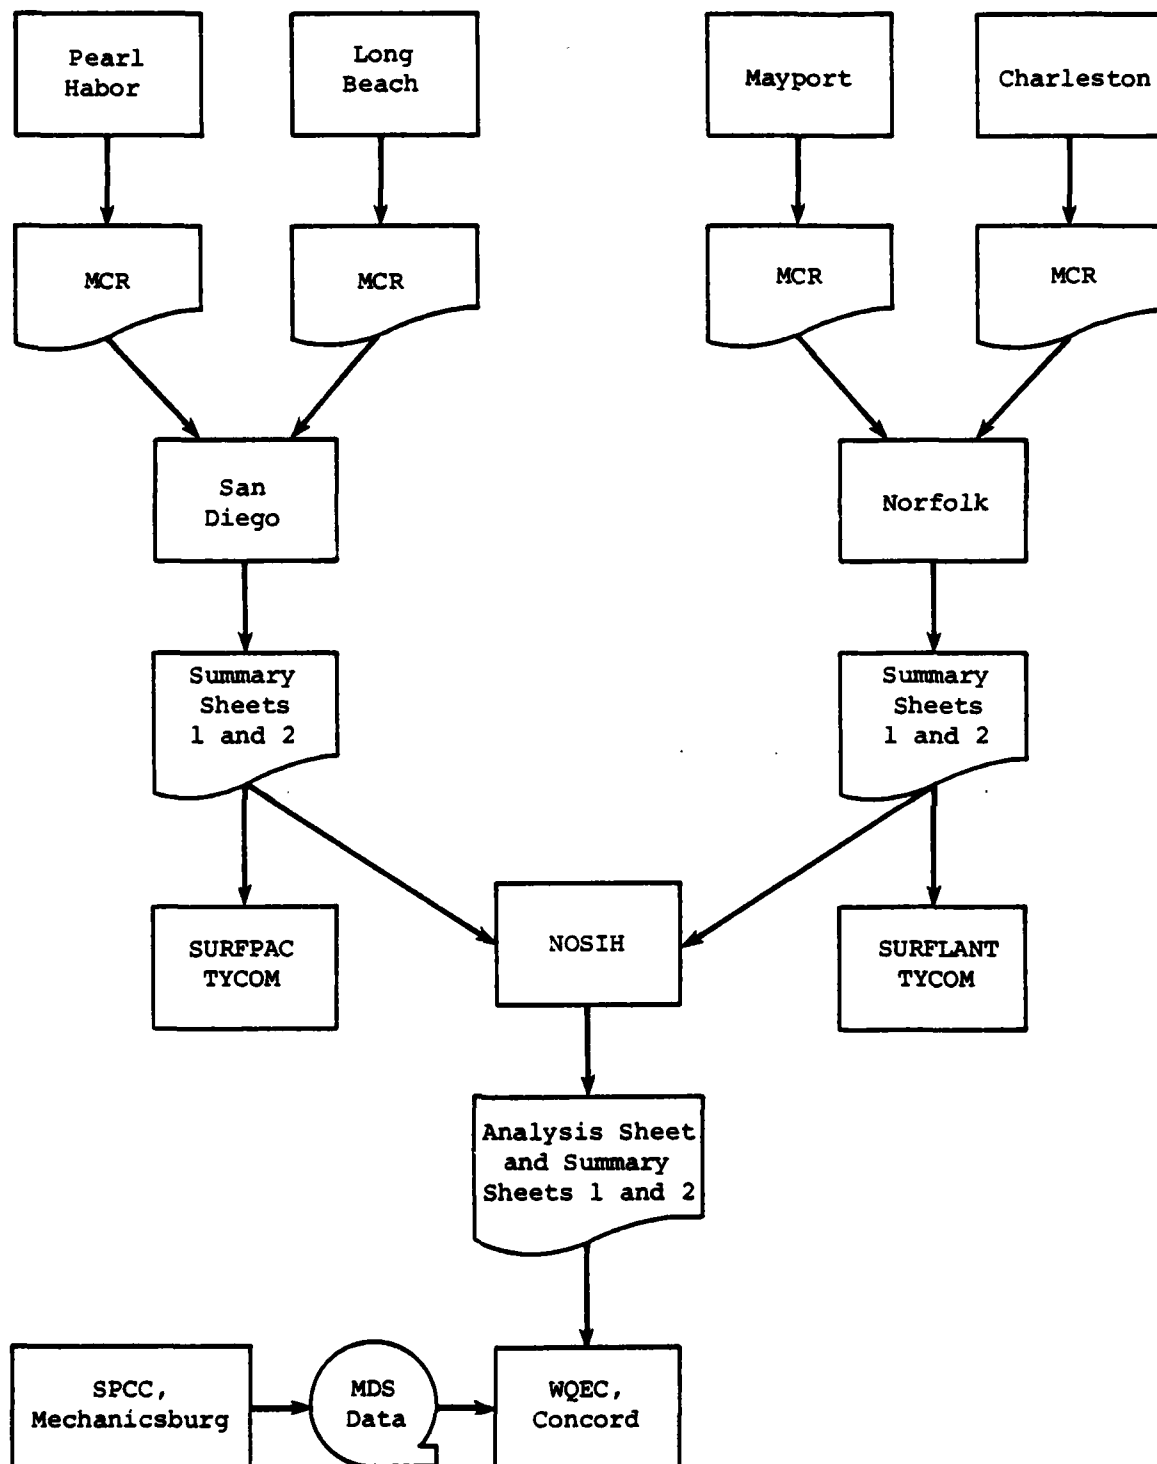 Pearl
Habor
Long
Beach
Mayport
Charleston
MCR
MCR
MCR
MCR
San
Diego
Norfolk
Summary
Sheets
1 and 2
Summary
Sheets
1 and 2
SURFPAC
TYCOM
NOSIH
SURFLANT
TYCOM
Analysis Sheet
and Summary
Sheets 1 and 2
SPCC,
Mechanicsburg
MDS
Data
WQEC,
Concord